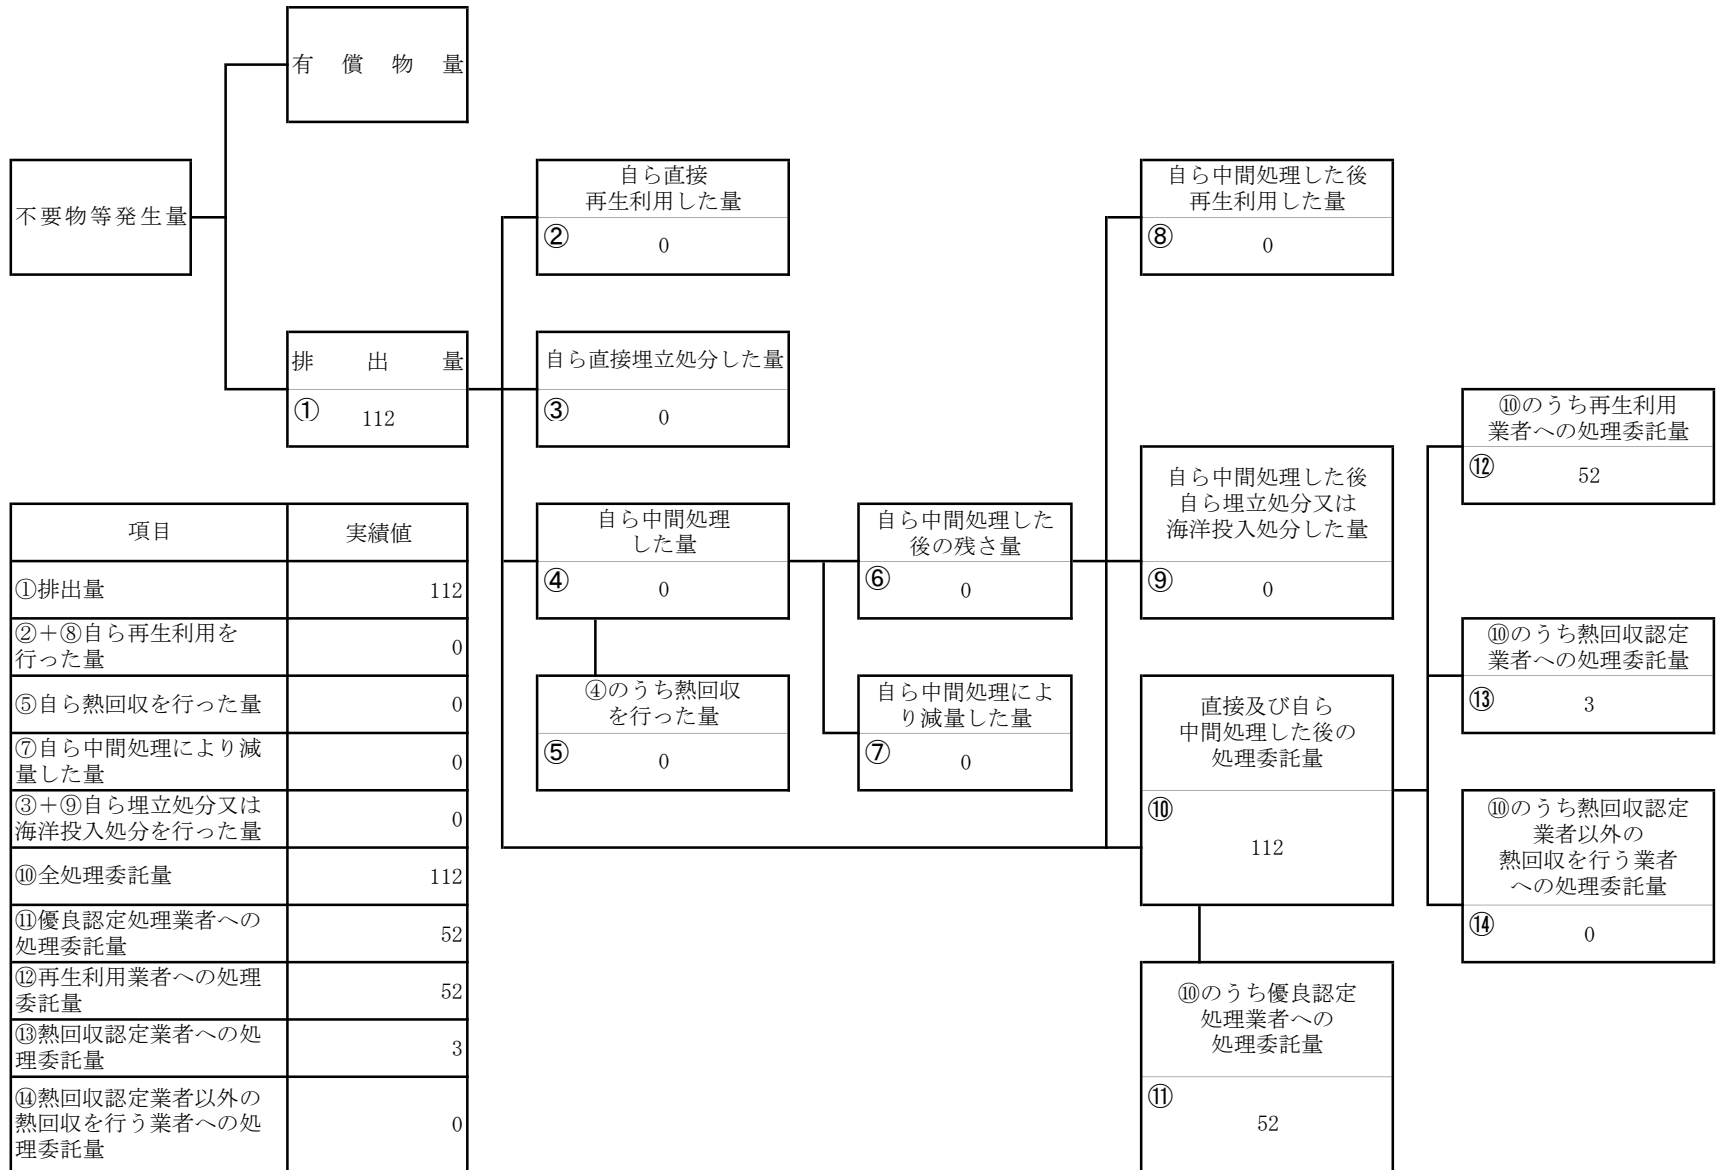 有償物量
不要物等発生量
排出量
① 112
自ら直接
再生利用した量
② 0
自ら直接埋立処分した量
③ 0
自ら中間処理
した量
④ 0
④のうち熱回収
を行った量
⑤ 0
自ら中間処理した
後の残さ量
⑥ 0
自ら中間処理によ
り減量した量
⑦ 0
自ら中間処理した後
再生利用した量
⑧ 0
自ら中間処理した後
自ら埋立処分又は
海洋投入処分した量
⑨ 0
直接及び自ら
中間処理した後の
処理委託量
⑩
112
⑩のうち優良認定
処理業者への
処理委託量
⑪
52
⑩のうち再生利用
業者への処理委託量
⑫ 52
⑩のうち熱回収認定
業者への処理委託量
⑬ 3
⑩のうち熱回収認定
業者以外の
熱回収を行う業者
への処理委託量
⑭ 0
項目 実績値
①排出量 112
②+⑧自ら再生利用を
行った量 0
⑤自ら熱回収を行った量 0
⑦自ら中間処理により減
量した量 0
③+⑨自ら埋立処分又は
海洋投入処分を行った量 0
⑩全処理委託量 112
⑪優良認定処理業者への
処理委託量 52
⑫再生利用業者への処理
委託量 52
⑬熱回収認定業者への処
理委託量 3
⑭熱回収認定業者以外の
熱回収を行う業者への処
理委託量 0